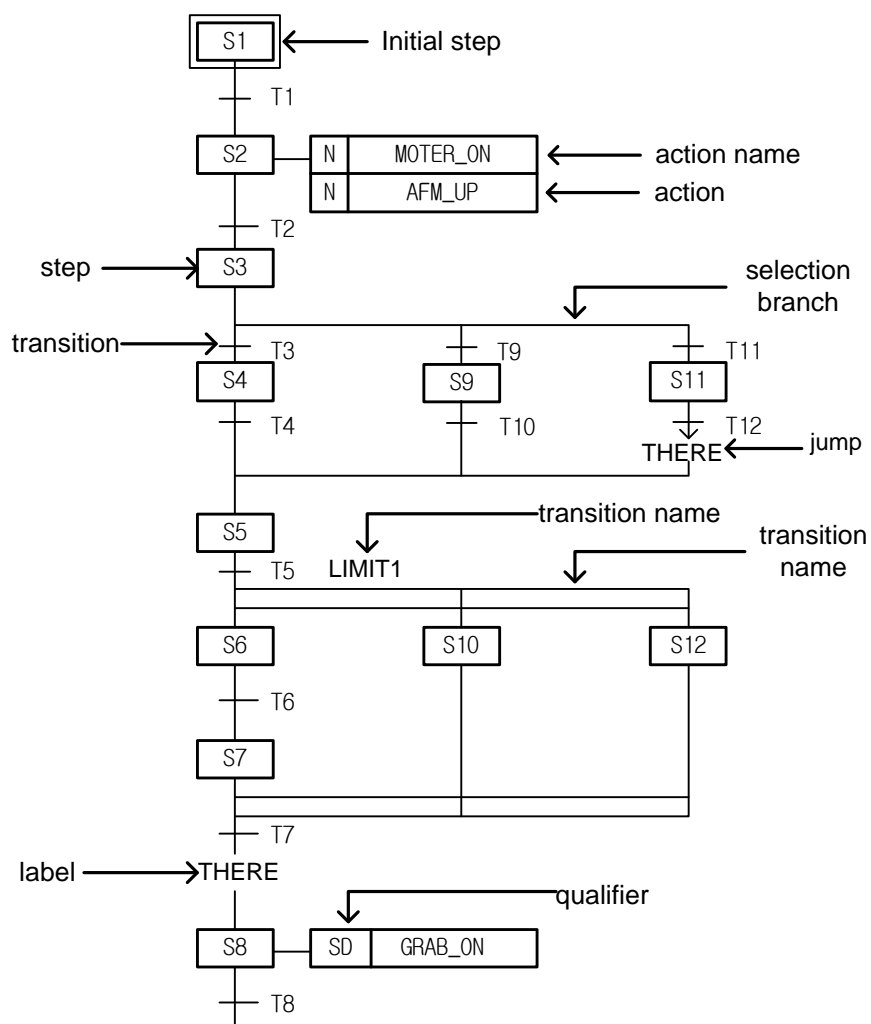 S1
Initial step
T1
S2
N
MOTER_ON
action name
N
AFM_UP
action
T2
step
S3
selection
branch
transition
T3
T9
T11
S4
S9
S11
T4
T10
T12
THERE
jump
S5
transition name
T5
LIMIT1
transition
name
S6
S10
S12
T6
S7
T7
label
THERE
qualifier
S8
SD
GRAB_ON
T8